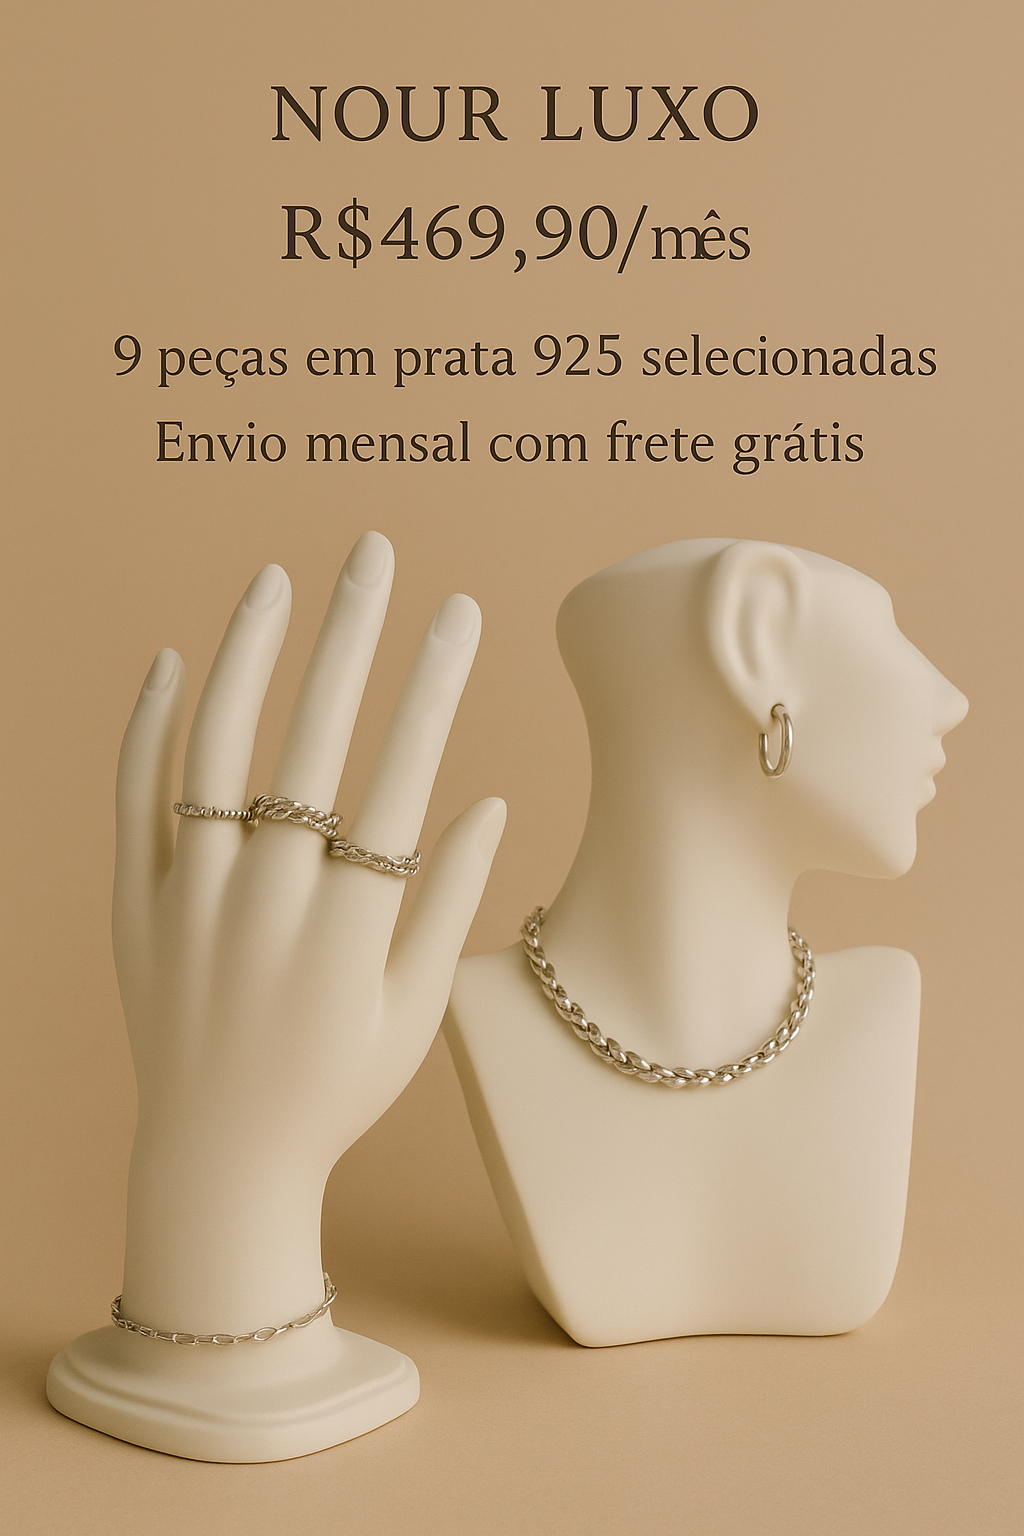 NOUR LUXO
R$469,90/mês
9 peças em prata 925 selecionadas
Envio mensal com frete grátis